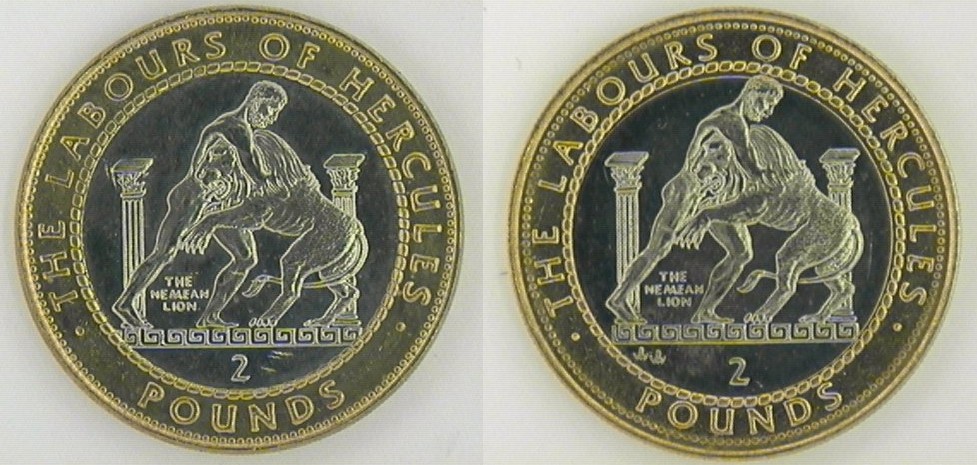 THE LABOURS OF HERCULES
THE
NEMEAN
LION
2
POUNDS
THE LABOURS OF HERCULES
THE
NEMEAN
LION
2
POUNDS